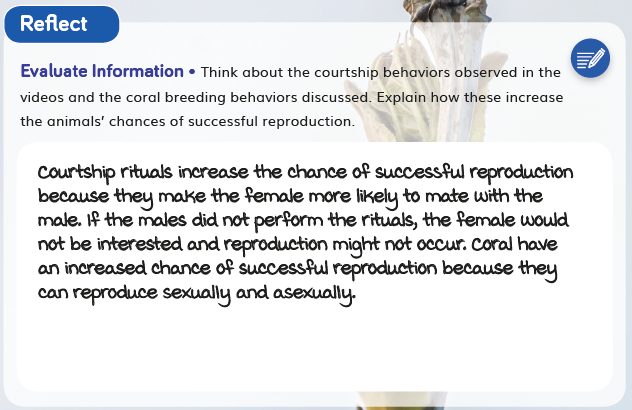 Reflect
Evaluate Information • Think about the courtship behaviors observed in the
videos and the coral breeding behaviors discussed. Explain how these increase
the animals' chances of successful reproduction.
Courtship rituals increase the chance of successful reproduction
because they make the female more likely to mate with the
male. If the males did not perform the rituals, the female would
not be interested and reproduction might not occur. Coral have
an increased chance of successful reproduction because they
can reproduce sexually and asexually.